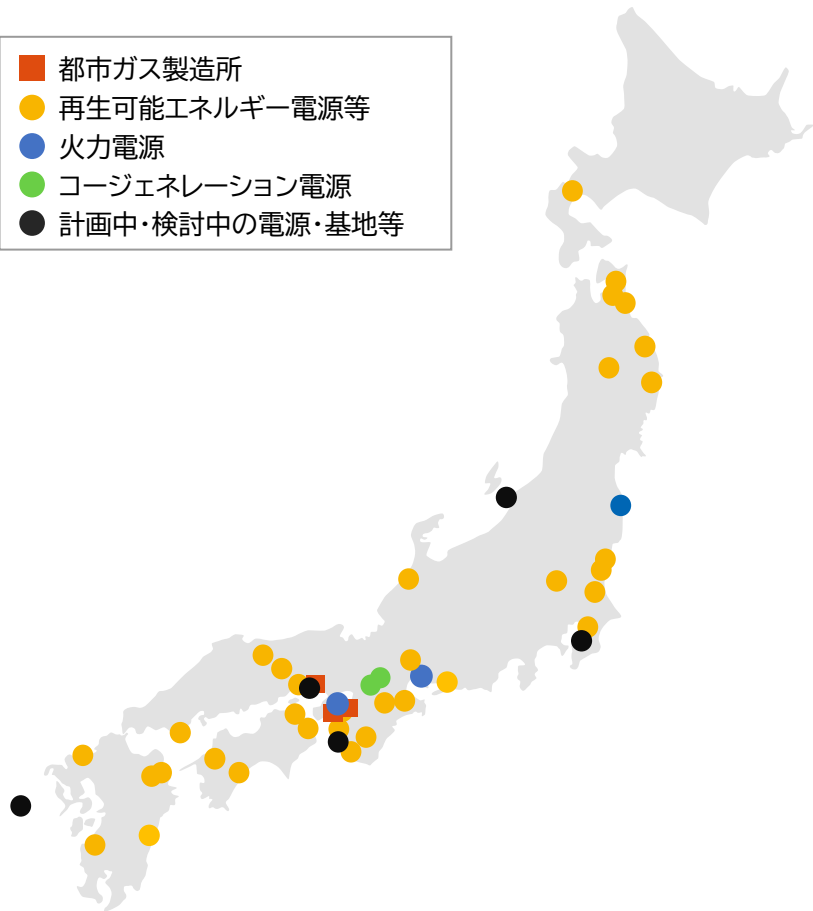 都市ガス製造所
再生可能エネルギー電源等
火力電源
コージェネレーション電源
計画中・検討中の電源・基地等